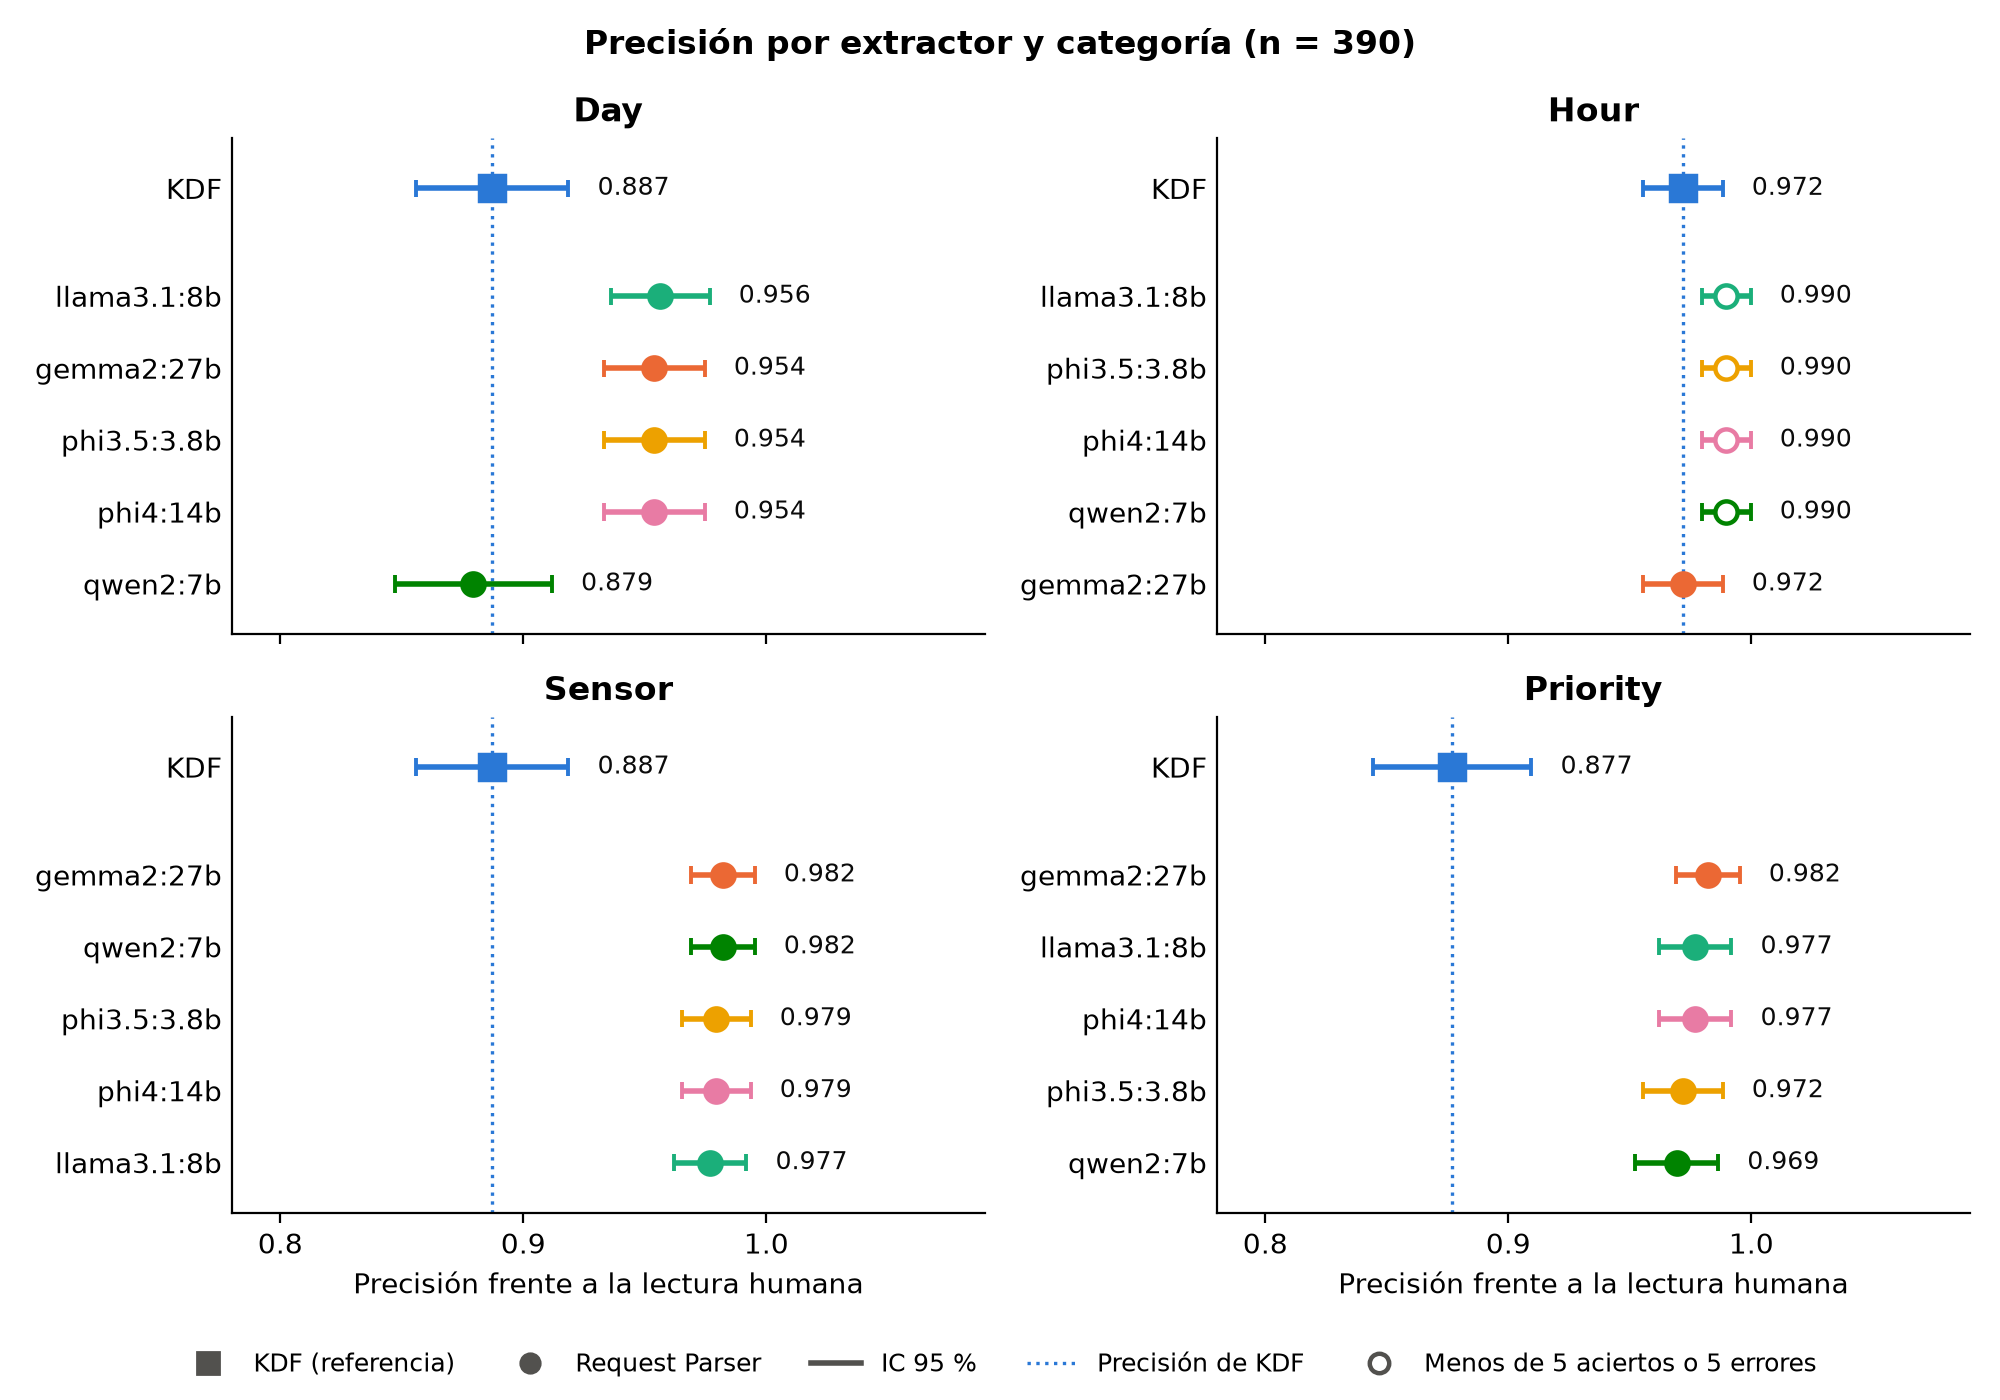 Precisión por extractor y categoría (n = 390)
Day
KDF
0.887
llama3.1:8b
0.956
gemma2:27b
0.954
phi3.5:3.8b
0.954
phi4:14b
0.954
qwen2:7b
0.879
Hour
KDF
0.972
llama3.1:8b
0.990
phi3.5:3.8b
0.990
phi4:14b
0.990
qwen2:7b
0.990
gemma2:27b
0.972
Sensor
KDF
0.887
gemma2:27b
0.982
qwen2:7b
0.982
phi3.5:3.8b
0.979
phi4:14b
0.979
llama3.1:8b
0.977
0.8 0.9 1.0
Precisión frente a la lectura humana
Priority
KDF
0.877
gemma2:27b
0.982
llama3.1:8b
0.977
phi4:14b
0.977
phi3.5:3.8b
0.972
qwen2:7b
0.969
0.8 0.9 1.0
Precisión frente a la lectura humana
KDF (referencia) Request Parser IC 95 % Precisión de KDF Menos de 5 aciertos o 5 errores